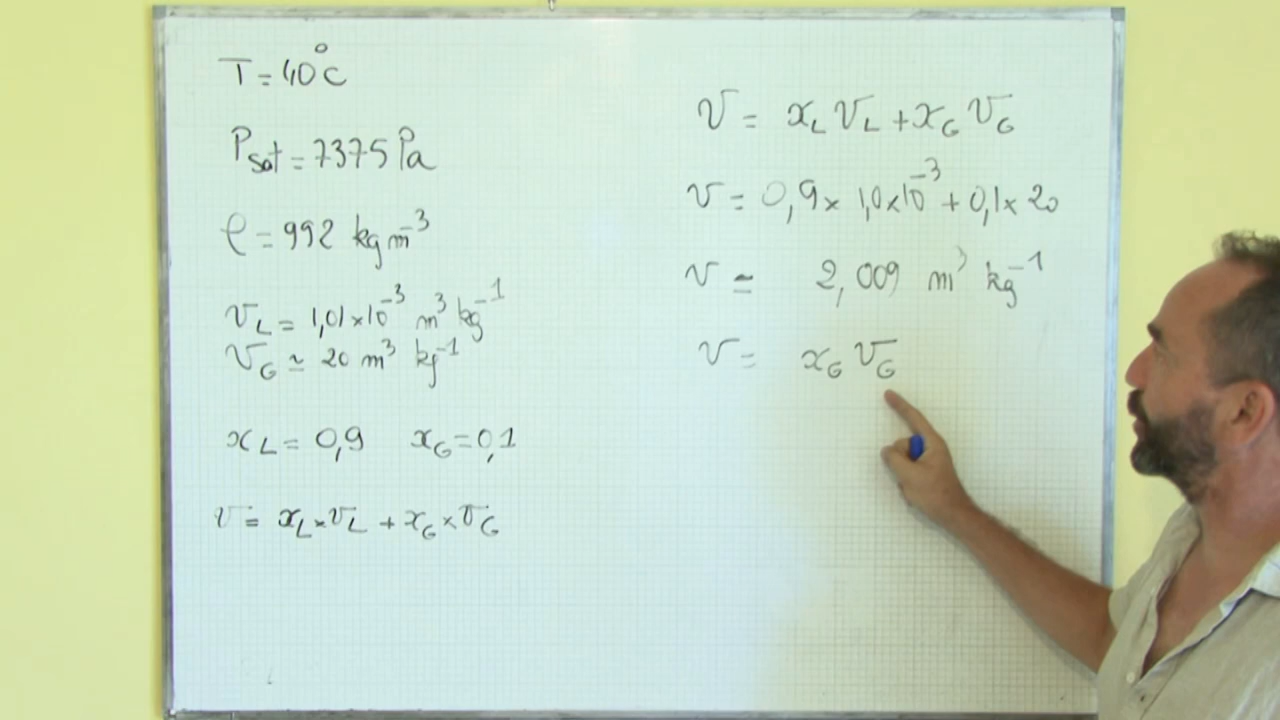 T = 40°C
Psat = 7375 Pa
ρ = 992 kg m⁻³
v_L = 1,01×10⁻³ m³ kg⁻¹
v_G ≃ 20 m³ kg⁻¹
x_L = 0,9 x_G = 0,1
v = x_L × v_L + x_G × v_G
v = x_L v_L + x_G v_G
v = 0,9 × 1,0×10⁻³ + 0,1 × 20
v ≃ 2,009 m³ kg⁻¹
v = x_G v_G